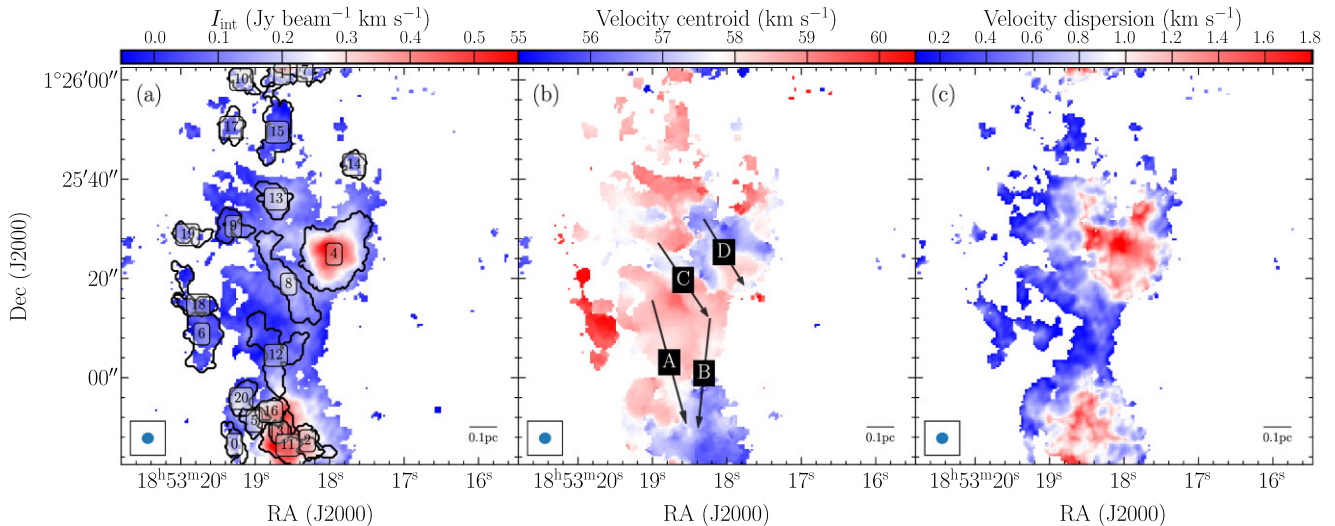 I_int (Jy beam⁻¹ km s⁻¹) Velocity centroid (km s⁻¹) Velocity dispersion (km s⁻¹)
0.0 0.1 0.2 0.3 0.4 0.5 55 56 57 58 59 60 0.2 0.4 0.6 0.8 1.0 1.2 1.4 1.6 1.8
1°26′00″
(a) (b) (c)
10 7
17 15
14
25′40″
13
9 19
4
D
20″
C
8
18
6
12
A B
00″
20
16
5 3
0 11 2
0.1pc 0.1pc 0.1pc
Dec (J2000)
18ʰ53ᵐ20ˢ 19ˢ 18ˢ 17ˢ 16ˢ 19ˢ 18ˢ 17ˢ 16ˢ 19ˢ 18ˢ 17ˢ 16ˢ
RA (J2000) RA (J2000) RA (J2000)